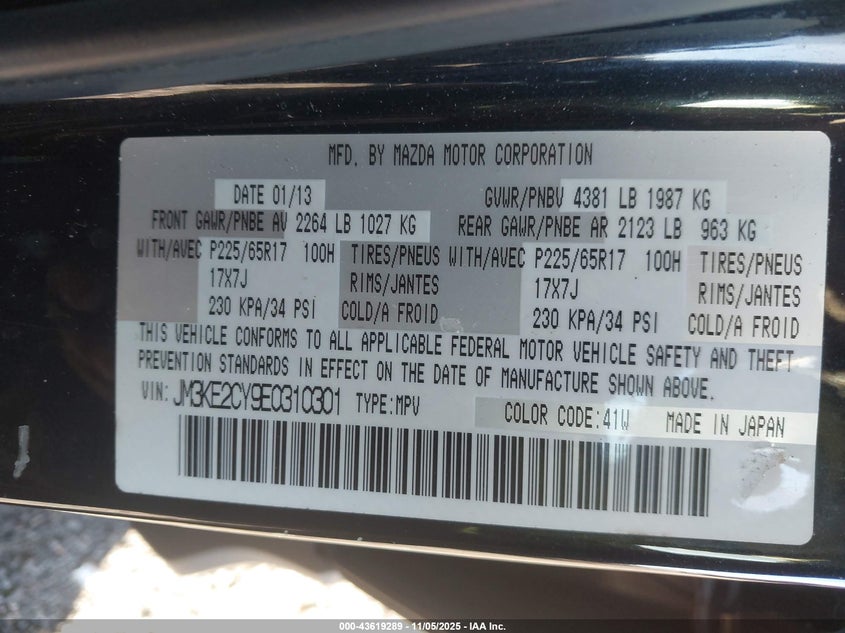 MFD. BY MAZDA MOTOR CORPORATION
DATE 01/13 GVWR/PNBV 4381 LB 1987 KG
FRONT GAWR/PNBE AV 2264 LB 1027 KG REAR GAWR/PNBE AR 2123 LB 963 KG
WITH/AVEC P225/65R17 100H TIRES/PNEUS WITH/AVEC P225/65R17 100H TIRES/PNEUS
17X7J RIMS/JANTES 17X7J RIMS/JANTES
230 KPA/34 PSI COLD/A FROID 230 KPA/34 PSI COLD/A FROID
THIS VEHICLE CONFORMS TO ALL APPLICABLE FEDERAL MOTOR VEHICLE SAFETY AND THEFT
PREVENTION STANDARDS IN EFFECT ON THE DATE OF MANUFACTURE SHOWN ABOVE.
VIN: JM3KE2CY9E0310301 TYPE:MPV COLOR CODE:41W MADE IN JAPAN
000-43619289 - 11/05/2025 - IAA Inc.